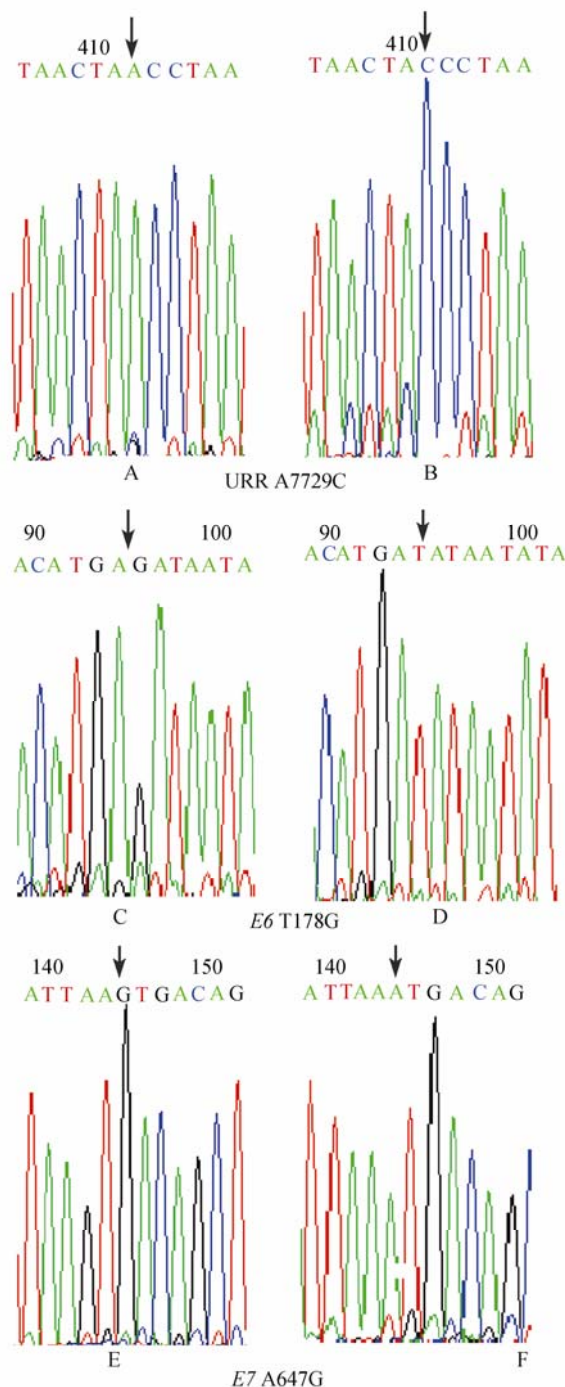 410 410
TAACTAACCTAA TAACTACCCTAA
A B
URR A7729C
90 100 90 100
ACATGAGATAATA ACATGATATAATATA
C D
E6 T178G
140 150 140 150
ATTAAGTGACAG ATTAAATGACAG
E F
E7 A647G